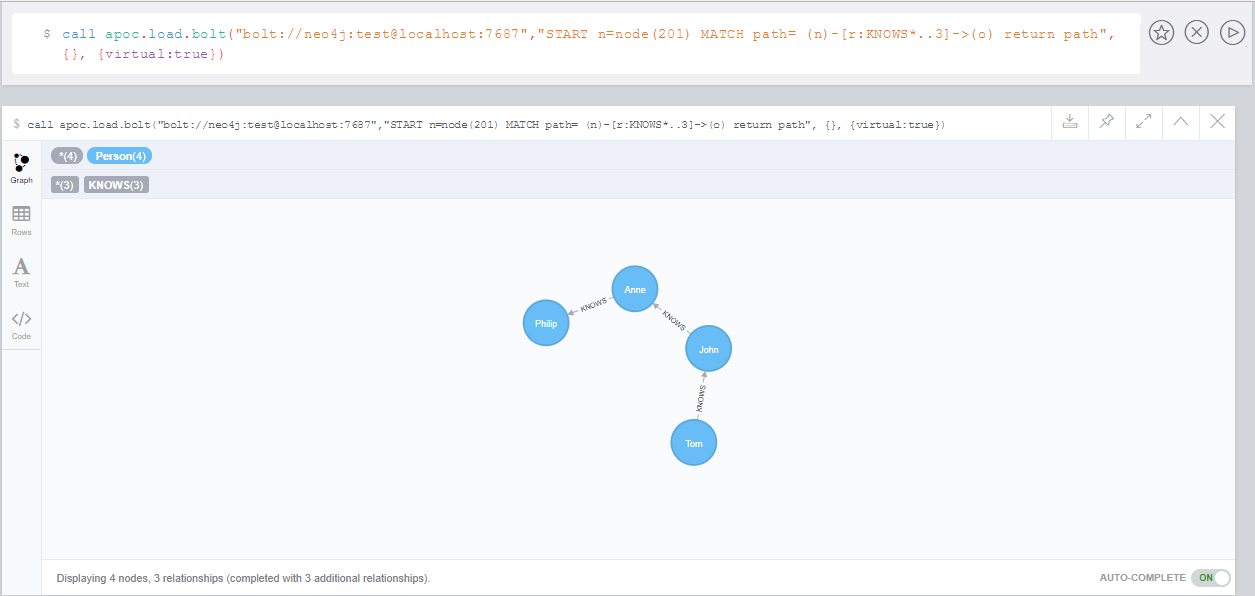 $ call apoc.load.bolt("bolt://neo4j:test@localhost:7687","START n=node(201) MATCH path= (n)-[r:KNOWS*..3]->(o) return path",
{}, {virtual:true})
$ call apoc.load.bolt("bolt://neo4j:test@localhost:7687","START n=node(201) MATCH path= (n)-[r:KNOWS*..3]->(o) return path", {}, {virtual:true})
*(4) Person(4)
Graph
*(3) KNOWS(3)
Rows
A
Text
</>
Code
Anne
KNOWS
Philip
KNOWS
John
KNOWS
Tom
Displaying 4 nodes, 3 relationships (completed with 3 additional relationships).
AUTO-COMPLETE ON